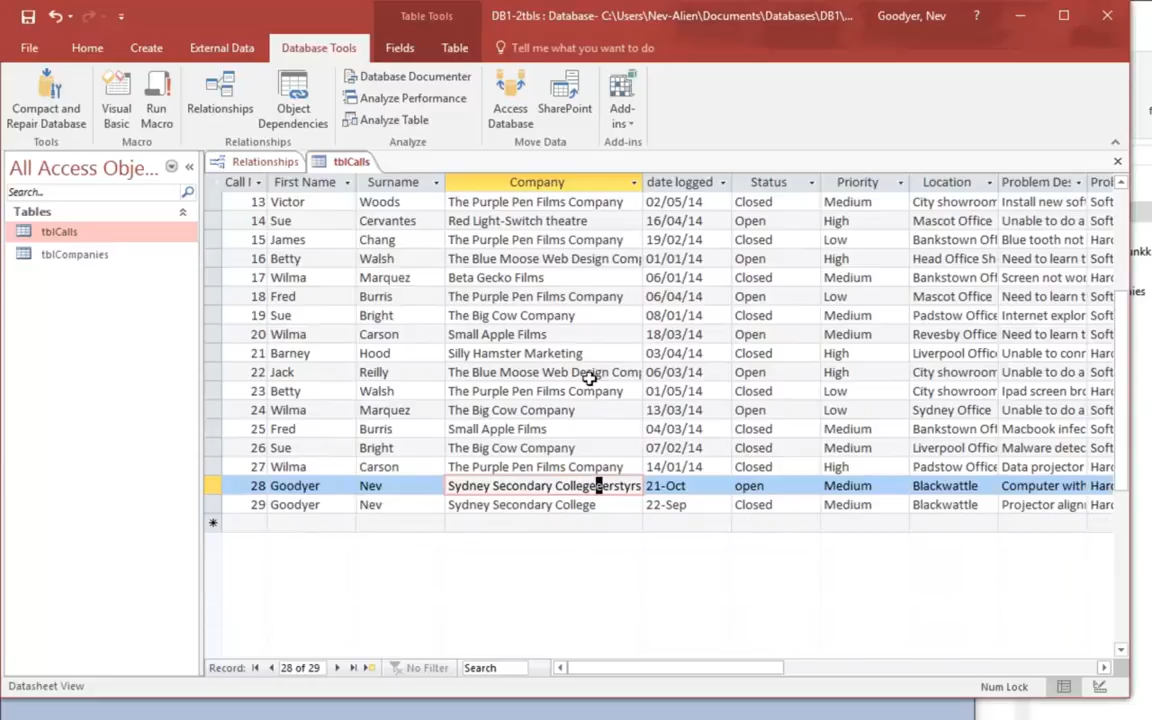 Table Tools
DB1-2tbls : Database- C:\Users\Nev-Alien\Documents\Databases\DB1\...
Goodyer, Nev
?
File Home Create External Data Database Tools Fields Table Tell me what you want to do
Compact and Repair Database
Visual Basic
Run Macro
Relationships
Object Dependencies
Database Documenter
Analyze Performance
Analyze Table
Access Database
SharePoint
Add-ins
Tools Macro Relationships Analyze Move Data Add-ins
All Access Obje...
Search...
Tables
tblCalls
tblCompanies
Relationships tblCalls
Call I First Name Surname Company date logged Status Priority Location Problem Des Prol
13 Victor Woods The Purple Pen Films Company 02/05/14 Closed Medium City showroom Install new soft Soft
14 Sue Cervantes Red Light-Switch theatre 16/04/14 Open High Mascot Office Unable to do a Soft
15 James Chang The Purple Pen Films Company 19/02/14 Closed Low Bankstown Off Blue tooth not Hard
16 Betty Walsh The Blue Moose Web Design Comp 01/01/14 Open High Head Office Sh Unable to do a Soft
17 Wilma Marquez Beta Gecko Films 06/01/14 Closed Medium Bankstown Off Screen not wor Hard
18 Fred Burris The Purple Pen Films Company 06/04/14 Open Low Mascot Office Need to learn t Soft
19 Sue Bright The Big Cow Company 08/01/14 Closed Medium Padstow Office Internet explor Soft
20 Wilma Carson Small Apple Films 18/03/14 Open Medium Revesby Office Need to learn t Soft
21 Barney Hood Silly Hamster Marketing 03/04/14 Closed High Liverpool Offic Unable to conn Hard
22 Jack Reilly The Blue Moose Web Design Comp 06/03/14 Open High Liverpool Offic Unable to do a Soft
23 Betty Walsh The Purple Pen Films Company 01/05/14 Closed Low Padstow Office Ipad screen bro Hard
24 Wilma Marquez The Big Cow Company 13/03/14 Open Low Sydney Office Unable to do a Soft
25 Fred Burris Small Apple Films 04/03/14 Closed Medium Bankstown Off Macbook infec Soft
26 Sue Bright The Big Cow Company 07/02/14 Closed Medium Liverpool Offic Malware detec Soft
27 Wilma Carson The Purple Pen Films Company 14/01/14 Closed High Padstow Office Data projector Hard
28 Goodyer Nev Sydney Secondary Collegeeerstyrs 21-Oct open Medium Blackwattle Computer with Hard
29 Goodyer Nev Sydney Secondary College 22-Sep Closed Medium Blackwattle Projector align Hard
Record: 28 of 29 No Filter Search
Datasheet View Num Lock